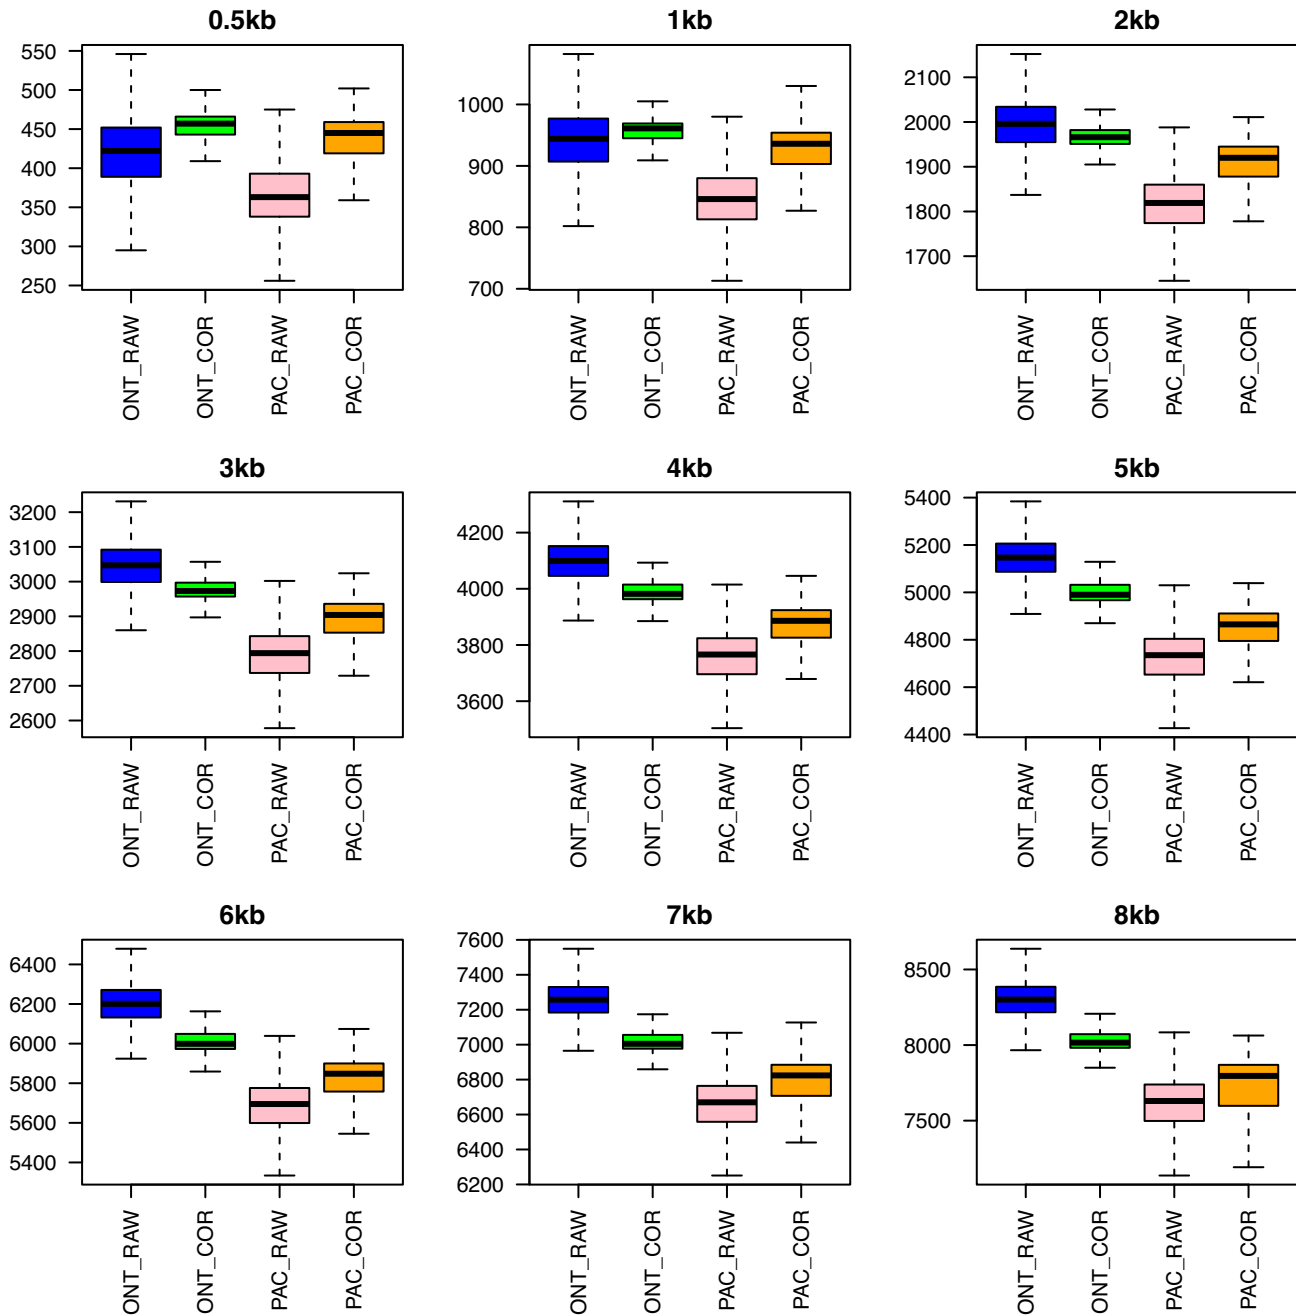 0.5kb
550
500
450
400
350
300
250
ONT_RAW
ONT_COR
PAC_RAW
PAC_COR
1kb
1000
900
800
700
ONT_RAW
ONT_COR
PAC_RAW
PAC_COR
2kb
2100
2000
1900
1800
1700
ONT_RAW
ONT_COR
PAC_RAW
PAC_COR
3kb
3200
3100
3000
2900
2800
2700
2600
ONT_RAW
ONT_COR
PAC_RAW
PAC_COR
4kb
4200
4000
3800
3600
ONT_RAW
ONT_COR
PAC_RAW
PAC_COR
5kb
5400
5200
5000
4800
4600
4400
ONT_RAW
ONT_COR
PAC_RAW
PAC_COR
6kb
6400
6200
6000
5800
5600
5400
ONT_RAW
ONT_COR
PAC_RAW
PAC_COR
7kb
7600
7400
7200
7000
6800
6600
6400
6200
ONT_RAW
ONT_COR
PAC_RAW
PAC_COR
8kb
8500
8000
7500
ONT_RAW
ONT_COR
PAC_RAW
PAC_COR